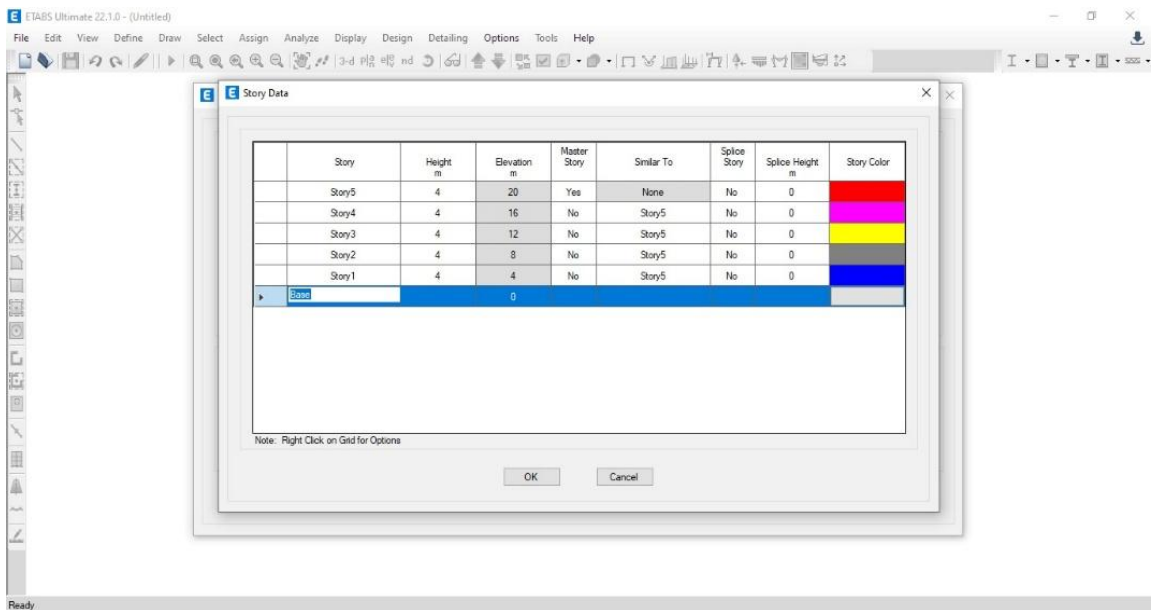 ETABS Ultimate 22.1.0 - (Untitled)
File Edit View Define Draw Select Assign Analyze Display Design Detailing Options Tools Help
3-d nd
Story Data
Story Height m Elevation m Master Story Similar To Splice Story Splice Height m Story Color
Story5 4 20 Yes None No 0
Story4 4 16 No Story5 No 0
Story3 4 12 No Story5 No 0
Story2 4 8 No Story5 No 0
Story1 4 4 No Story5 No 0
Base 0
Note: Right Click on Grid for Options
OK Cancel
Ready